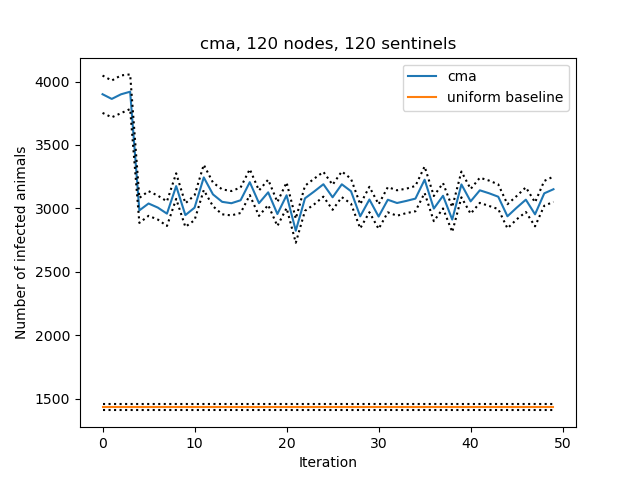 cma, 120 nodes, 120 sentinels
cma
uniform baseline
Number of infected animals
4000
3500
3000
2500
2000
1500
0 10 20 30 40 50
Iteration